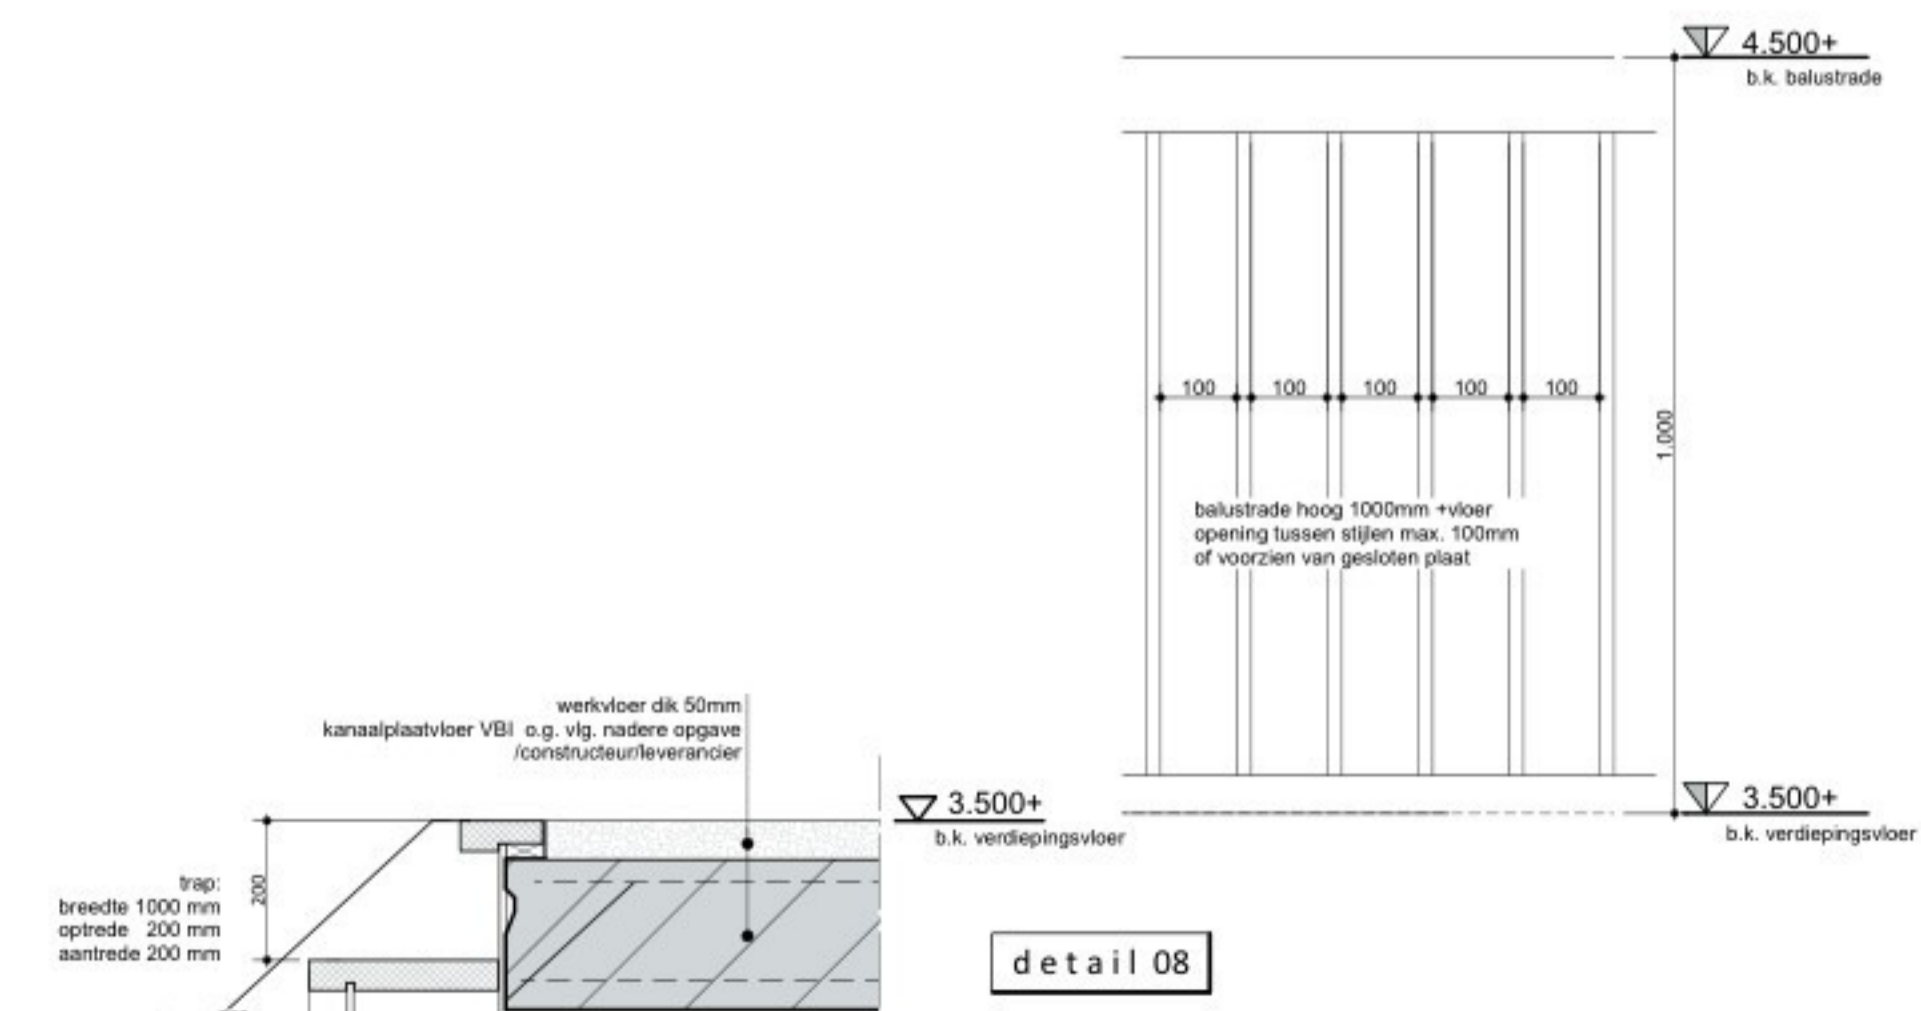 4.500+
b.k. balustrade
100 100 100 100 100
1.000
balustrade hoog 1000mm +vloer
opening tussen stijlen max. 100mm
of voorzien van gesloten plaat
werkvloer dik 50mm
kanaalplaatvloer VBI o.g. vlg. nadere opgave
/constructeur/leverancier
3.500+
b.k. verdiepingsvloer
3.500+
b.k. verdiepingsvloer
200
trap:
breedte 1000 mm
optrede 200 mm
aantrede 200 mm
detail 08